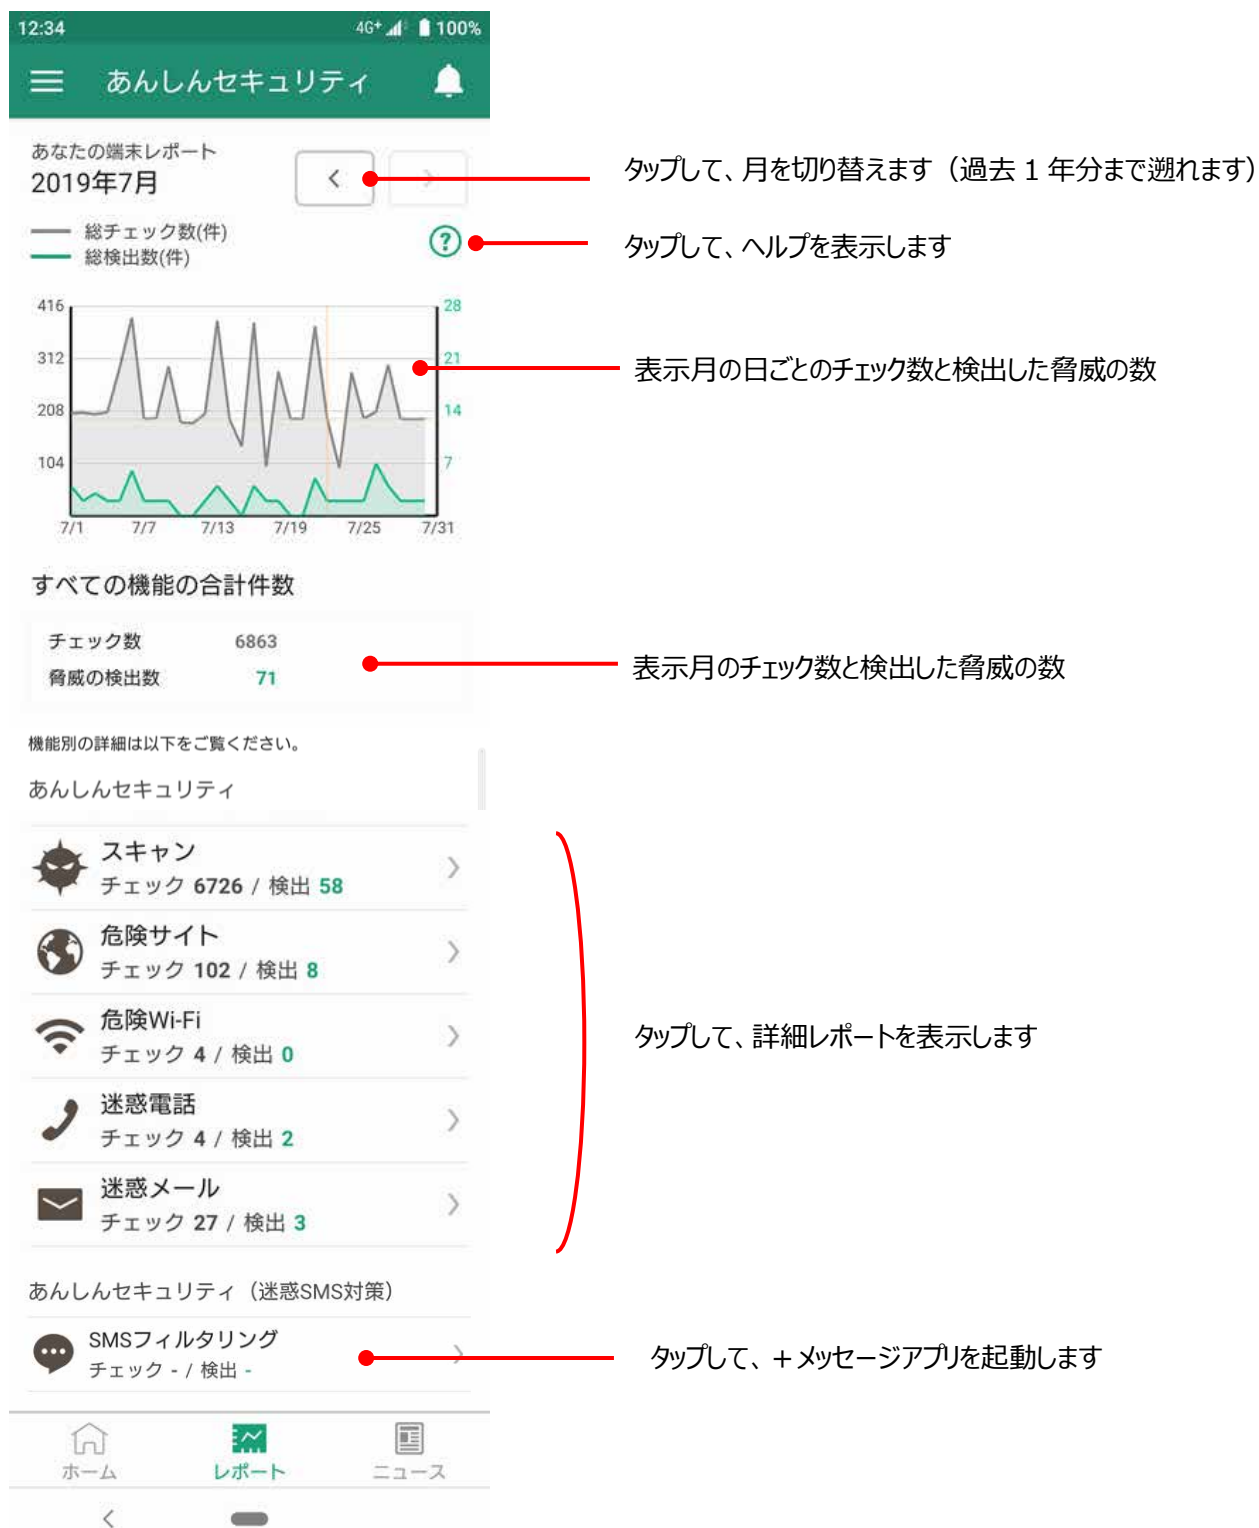 12:34
4G+ 100%
あんしんセキュリティ
あなたの端末レポート
2019年7月
タップして、月を切り替えます（過去 1 年分まで遡れます）
総チェック数(件)
総検出数(件)
タップして、ヘルプを表示します
416 28
312 21
208 14
104 7
7/1 7/7 7/13 7/19 7/25 7/31
表示月の日ごとのチェック数と検出した脅威の数
すべての機能の合計件数
チェック数 6863
脅威の検出数 71
表示月のチェック数と検出した脅威の数
機能別の詳細は以下をご覧ください。
あんしんセキュリティ
スキャン
チェック 6726 / 検出 58
危険サイト
チェック 102 / 検出 8
危険Wi-Fi
チェック 4 / 検出 0
タップして、詳細レポートを表示します
迷惑電話
チェック 4 / 検出 2
迷惑メール
チェック 27 / 検出 3
あんしんセキュリティ（迷惑SMS対策）
SMSフィルタリング
チェック - / 検出 -
タップして、＋メッセージアプリを起動します
ホーム レポート ニュース